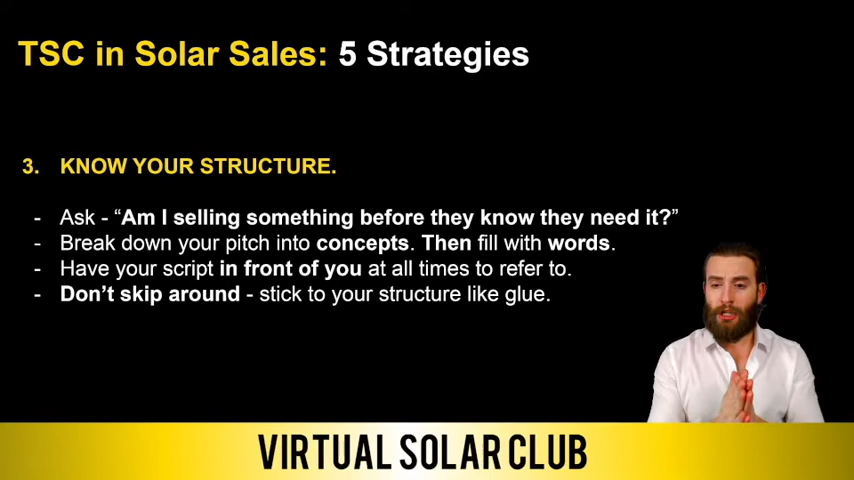 TSC in Solar Sales: 5 Strategies
3. KNOW YOUR STRUCTURE.
- Ask - “Am I selling something before they know they need it?”
- Break down your pitch into concepts. Then fill with words.
- Have your script in front of you at all times to refer to.
- Don’t skip around - stick to your structure like glue.
VIRTUAL SOLAR CLUB